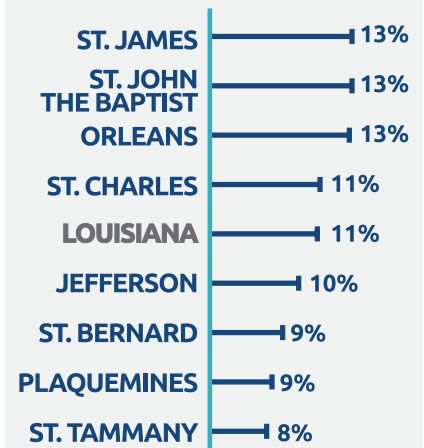 ST. JAMES 13%
ST. JOHN
THE BAPTIST 13%
ORLEANS 13%
ST. CHARLES 11%
LOUISIANA 11%
JEFFERSON 10%
ST. BERNARD 9%
PLAQUEMINES 9%
ST. TAMMANY 8%